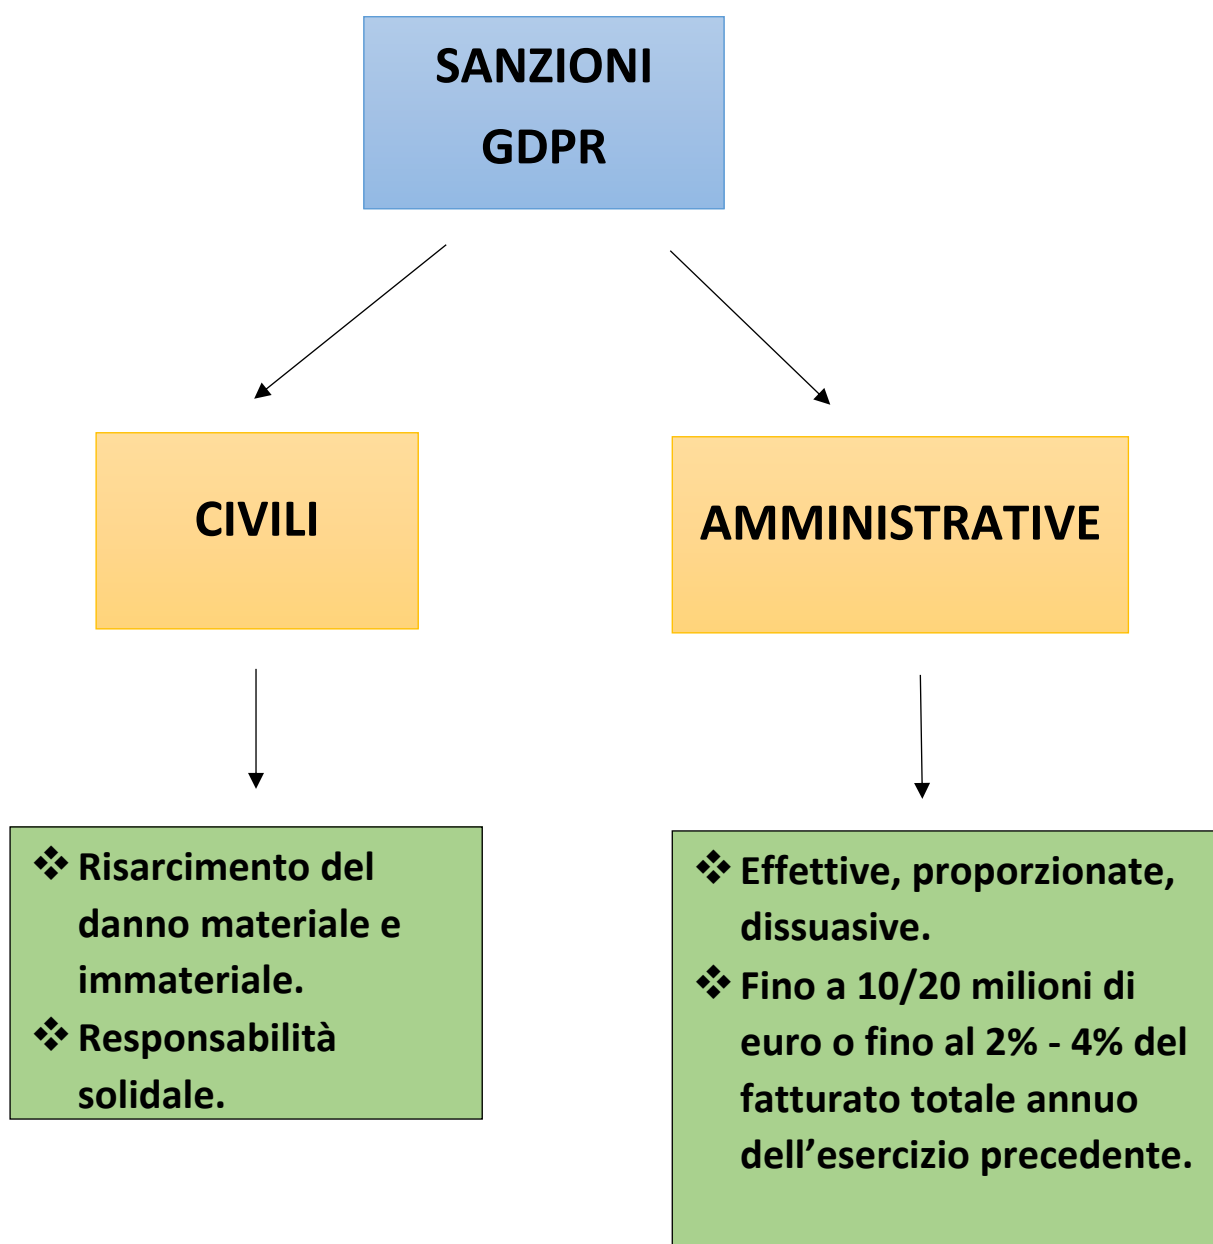 SANZIONI
GDPR
CIVILI
AMMINISTRATIVE
❖ Risarcimento del
danno materiale e
immateriale.
❖ Responsabilità
solidale.
❖ Effettive, proporzionate,
dissuasive.
❖ Fino a 10/20 milioni di
euro o fino al 2% - 4% del
fatturato totale annuo
dell’esercizio precedente.